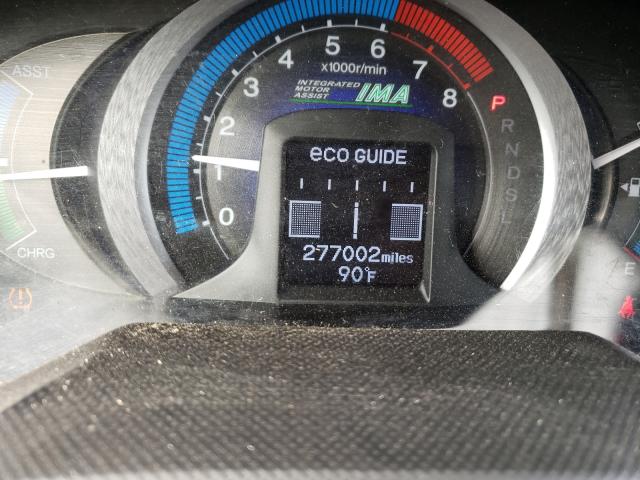 ASST
CHRG
0
1
2
3
4
5
6
7
8
x1000r/min
INTEGRATED
MOTOR
ASSIST
IMA
P
R
N
D
S
L
eco GUIDE
277002miles
90°F
E